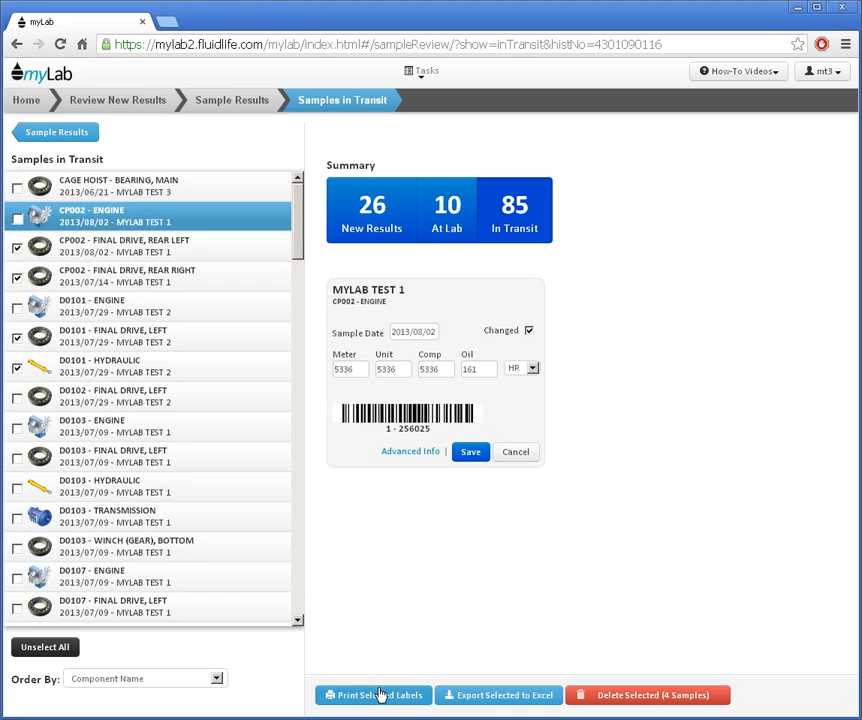 myLab
https://mylab2.fluidlife.com/mylab/index.html#/sampleReview/?show=inTransit&histNo=4301090116
myLab
Tasks
How-To Videos
mt3
Home
Review New Results
Sample Results
Samples in Transit
Sample Results
Samples in Transit
CAGE HOIST - BEARING, MAIN
2013/06/21 - MYLAB TEST 3
CP002 - ENGINE
2013/08/02 - MYLAB TEST 1
CP002 - FINAL DRIVE, REAR LEFT
2013/08/02 - MYLAB TEST 1
CP002 - FINAL DRIVE, REAR RIGHT
2013/07/14 - MYLAB TEST 1
D0101 - ENGINE
2013/07/29 - MYLAB TEST 2
D0101 - FINAL DRIVE, LEFT
2013/07/29 - MYLAB TEST 2
D0101 - HYDRAULIC
2013/07/29 - MYLAB TEST 2
D0102 - FINAL DRIVE, LEFT
2013/07/29 - MYLAB TEST 2
D0103 - ENGINE
2013/07/09 - MYLAB TEST 1
D0103 - FINAL DRIVE, LEFT
2013/07/09 - MYLAB TEST 1
D0103 - HYDRAULIC
2013/07/09 - MYLAB TEST 1
D0103 - TRANSMISSION
2013/07/09 - MYLAB TEST 1
D0103 - WINCH (GEAR), BOTTOM
2013/07/09 - MYLAB TEST 1
D0107 - ENGINE
2013/07/09 - MYLAB TEST 1
D0107 - FINAL DRIVE, LEFT
2013/07/09 - MYLAB TEST 1
Unselect All
Order By: Component Name
Summary
26 10 85
New Results At Lab In Transit
MYLAB TEST 1
CP002 - ENGINE
Sample Date 2013/08/02 Changed
Meter Unit Comp Oil
5336 5336 5336 161 HR
1 - 256025
Advanced Info | Save Cancel
Print Selected Labels
Export Selected to Excel
Delete Selected (4 Samples)